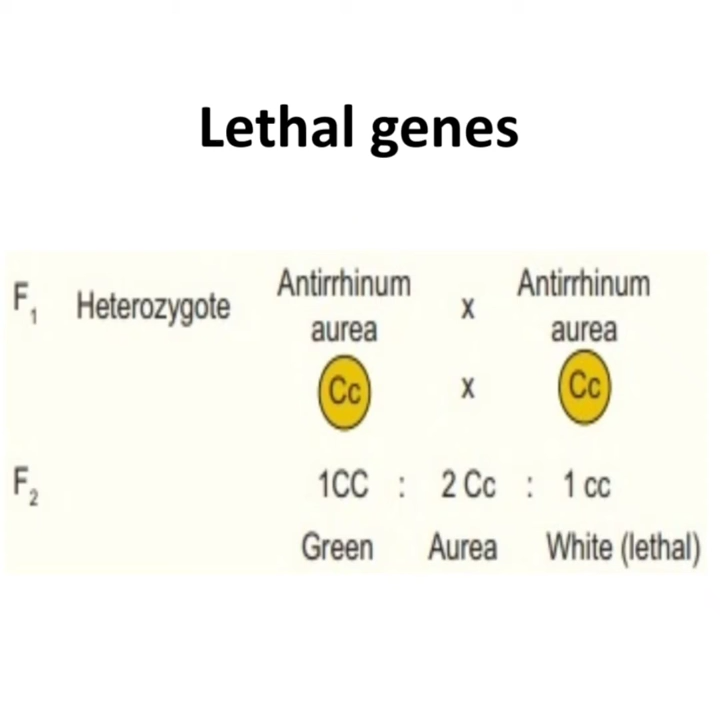 Lethal genes
F₁ Heterozygote Antirrhinum aurea x Antirrhinum aurea
Cc x Cc
F₂ 1CC : 2 Cc : 1 cc
Green Aurea White (lethal)